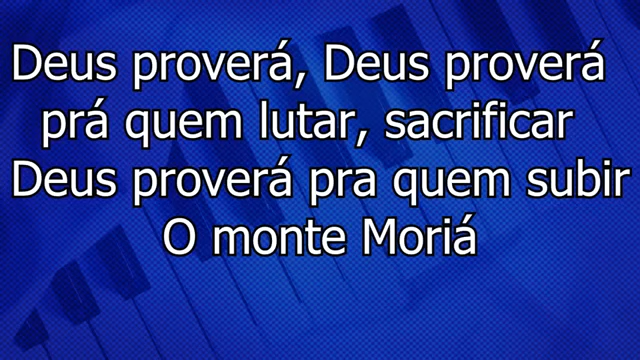 Deus proverá, Deus proverá
prá quem lutar, sacrificar
Deus proverá pra quem subir
O monte Moriá